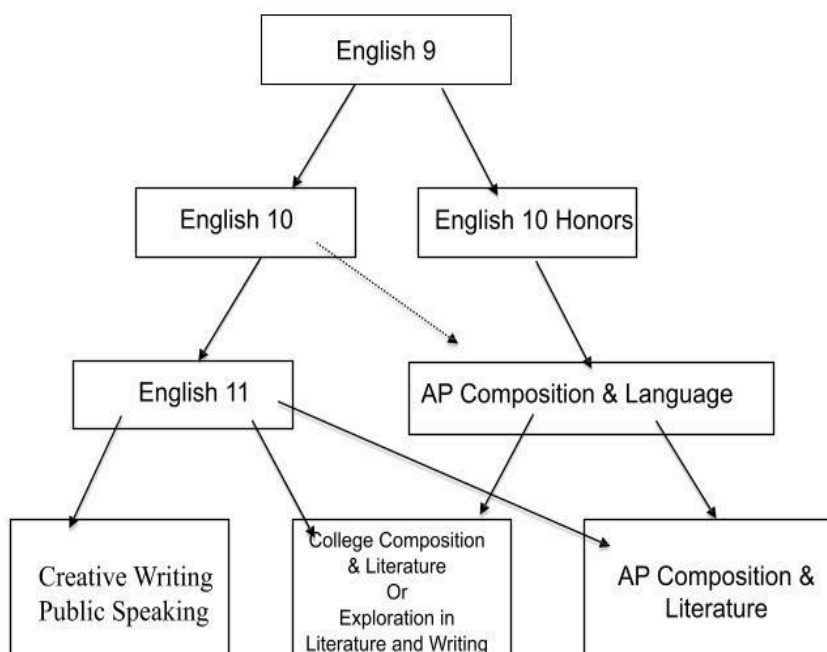 English 9
English 10
English 10 Honors
English 11
AP Composition & Language
Creative Writing
Public Speaking
College Composition
& Literature
Or
Exploration in
Literature and Writing
AP Composition &
Literature